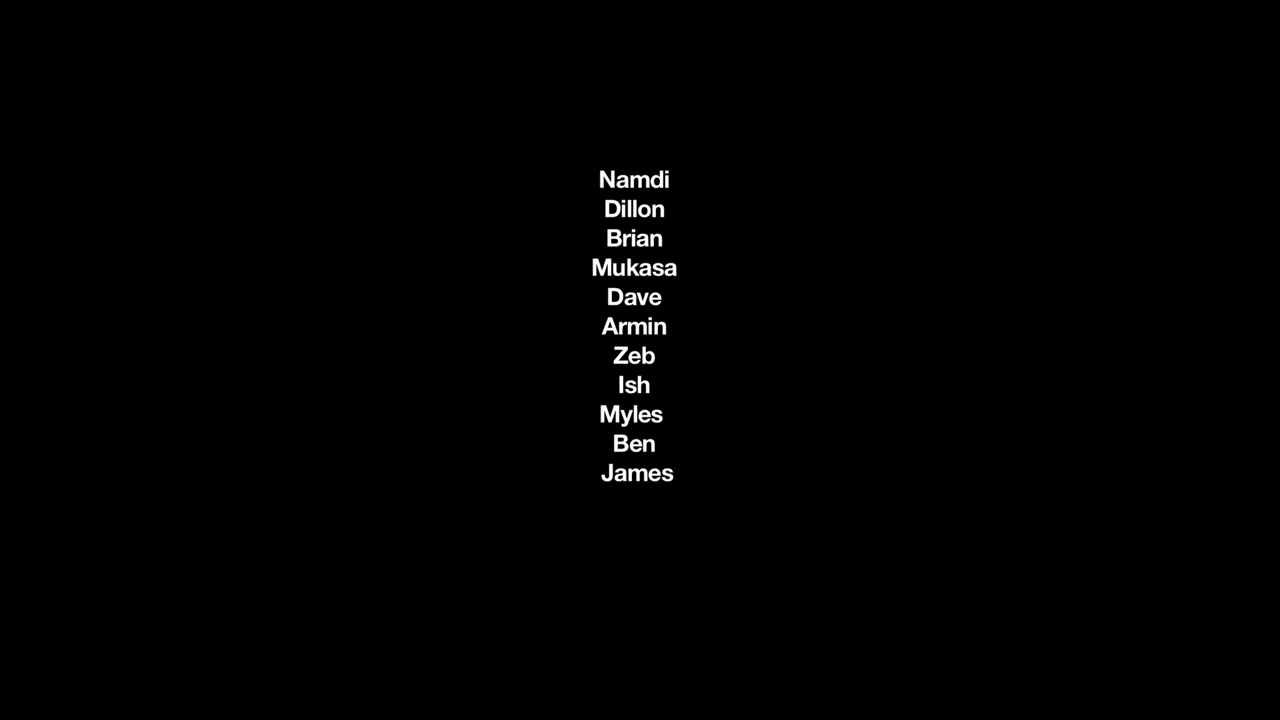 Namdi
Dillon
Brian
Mukasa
Dave
Armin
Zeb
Ish
Myles
Ben
James